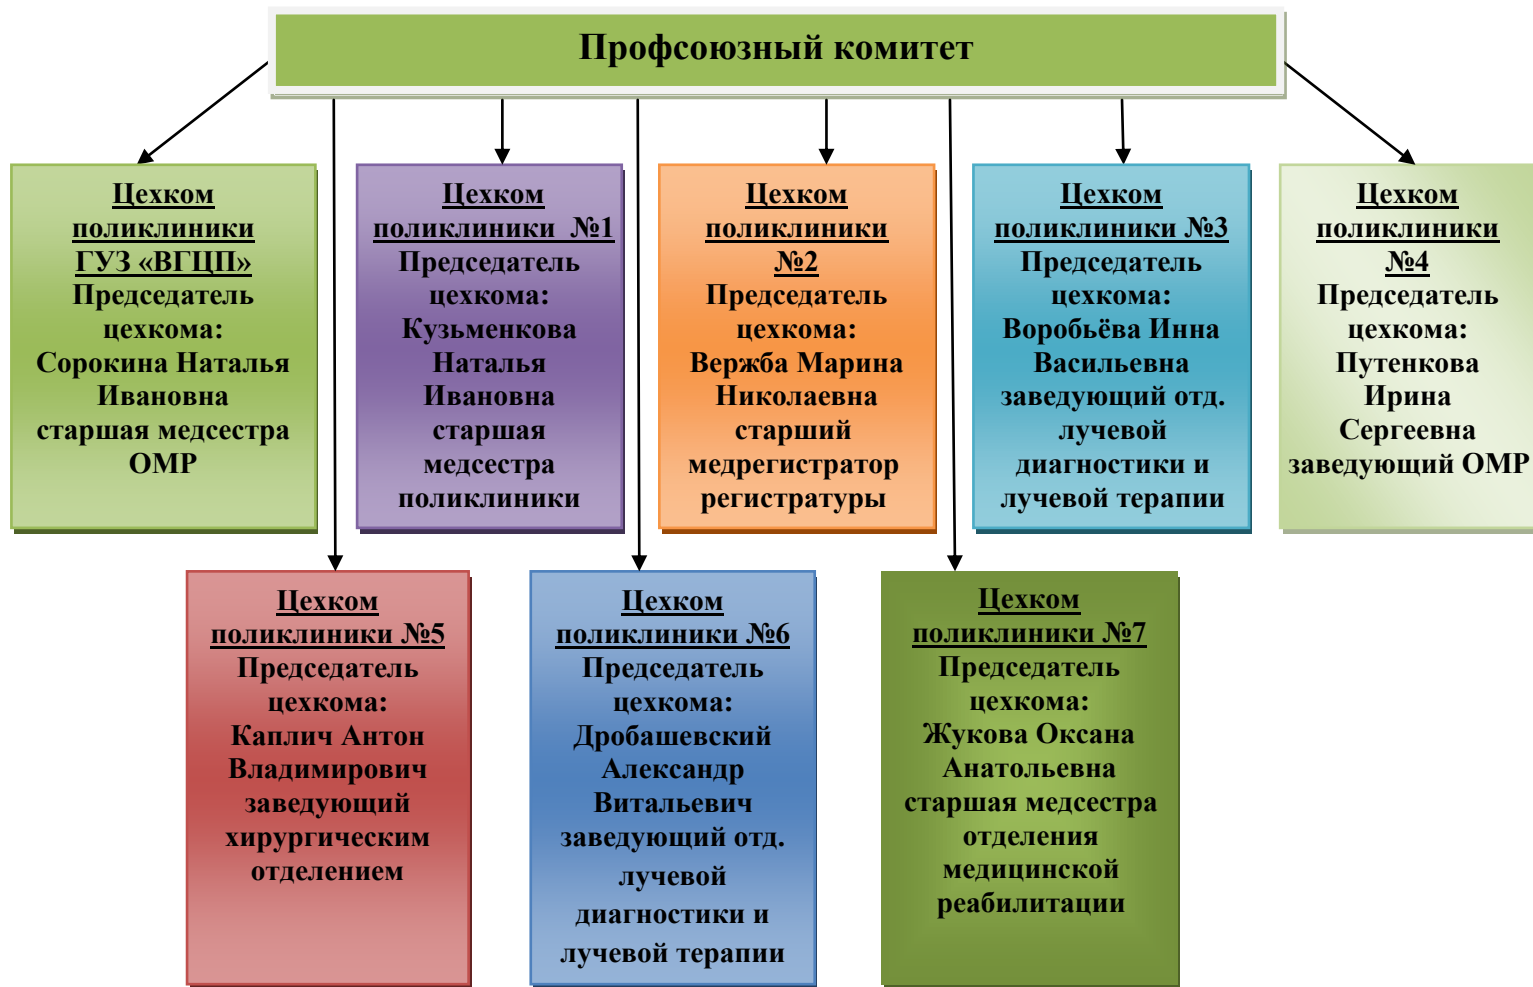 Профсоюзный комитет
Цехком
поликлиники
ГУЗ «ВГЦП»
Председатель
цехкома:
Сорокина Наталья
Ивановна
старшая медсестра
ОМР
Цехком
поликлиники №1
Председатель
цехкома:
Кузьменкова
Наталья
Ивановна
старшая
медсестра
поликлиники
Цехком
поликлиники
№2
Председатель
цехкома:
Вержба Марина
Николаевна
старший
медрегистратор
регистратуры
Цехком
поликлиники №3
Председатель
цехкома:
Воробьёва Инна
Васильевна
заведующий отд.
лучевой
диагностики и
лучевой терапии
Цехком
поликлиники
№4
Председатель
цехкома:
Путенкова
Ирина
Сергеевна
заведующий ОМР
Цехком
поликлиники №5
Председатель
цехкома:
Каплич Антон
Владимирович
заведующий
хирургическим
отделением
Цехком
поликлиники №6
Председатель
цехкома:
Дробашевский
Александр
Витальевич
заведующий отд.
лучевой
диагностики и
лучевой терапии
Цехком
поликлиники №7
Председатель
цехкома:
Жукова Оксана
Анатольевна
старшая медсестра
отделения
медицинской
реабилитации